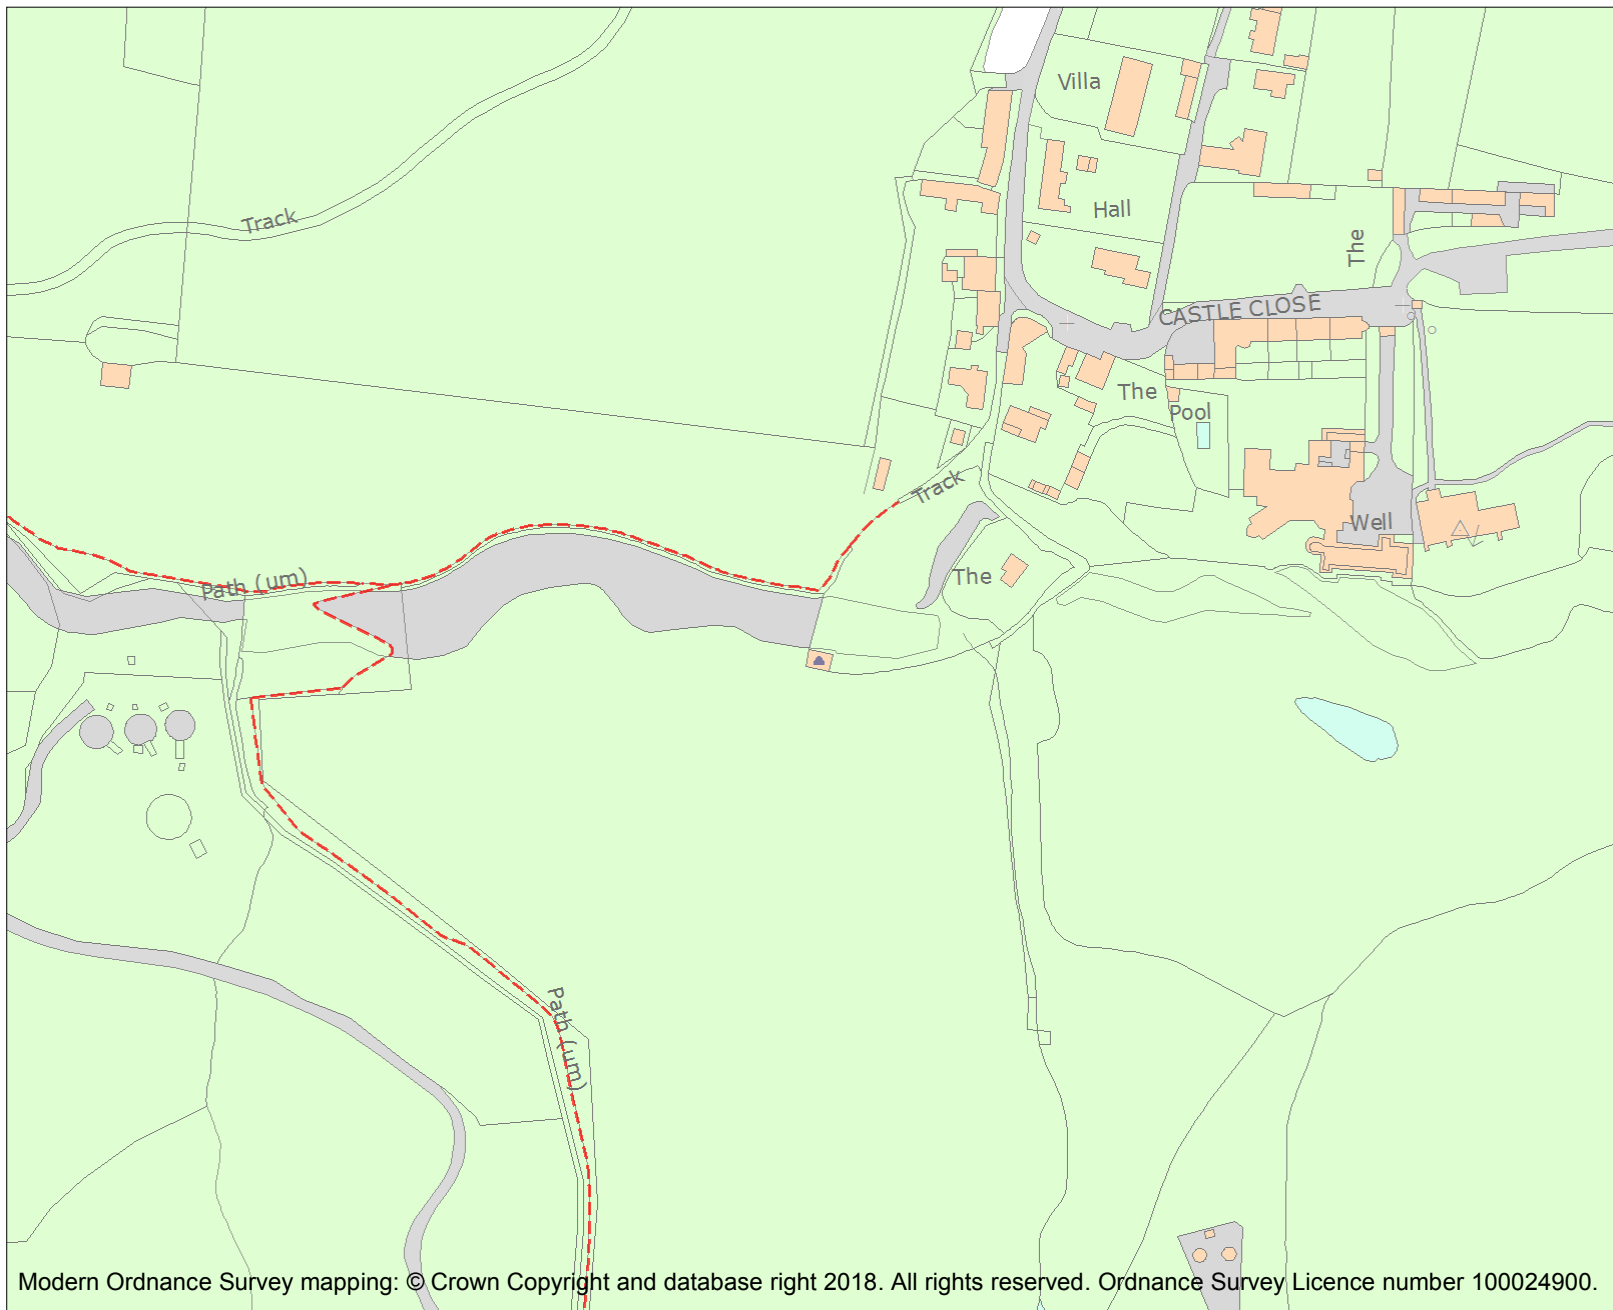 Villa
Track
Hall
The
CASTLE CLOSE
The
Pool
Track
Well
The
Path (um)
Path (um)
Modern Ordnance Survey mapping: © Crown Copyright and database right 2018. All rights reserved. Ordnance Survey Licence number 100024900.